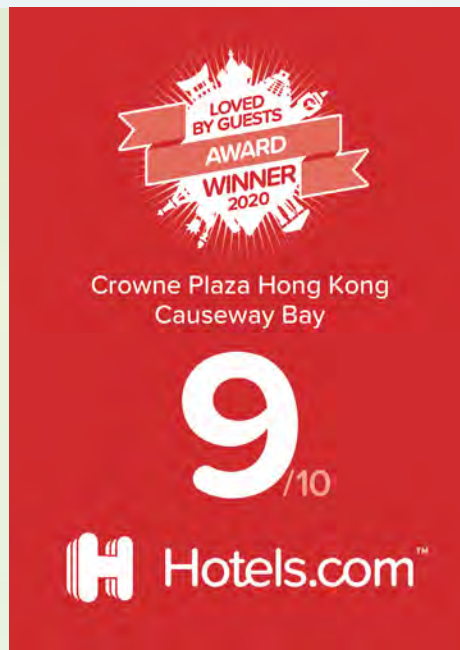 LOVED
BY GUESTS
AWARD
WINNER
2020
Crowne Plaza Hong Kong
Causeway Bay
9/10
Hotels.com™